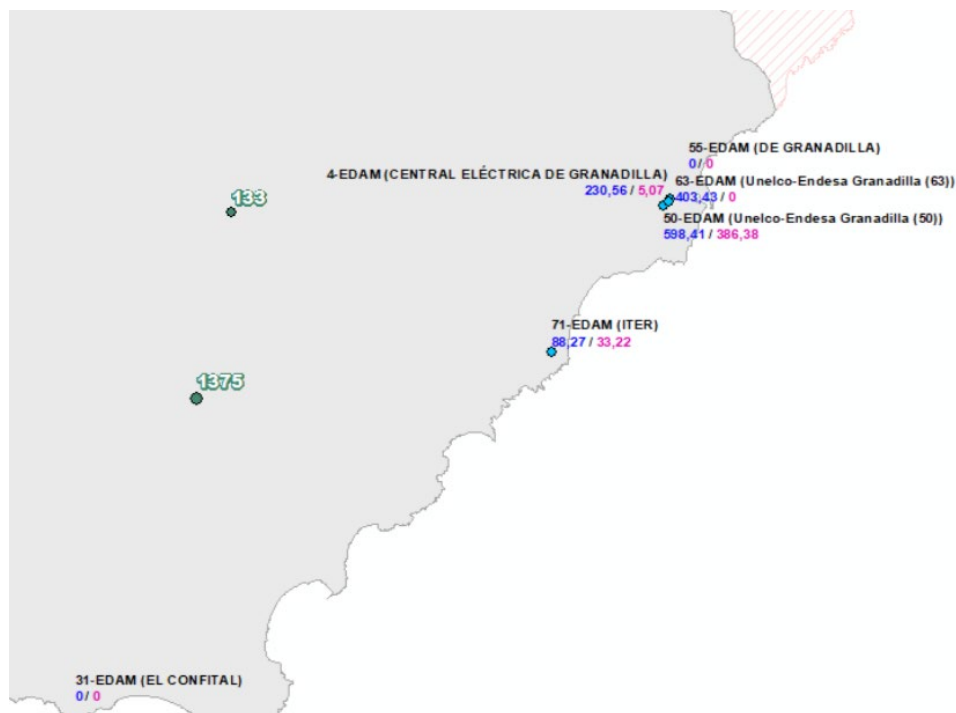 55-EDAM (DE GRANADILLA)
0/ 0
4-EDAM (CENTRAL ELÉCTRICA DE GRANADILLA)
230,56 / 5,07
63-EDAM (Unelco-Endesa Granadilla (63))
403,43 / 0
133
50-EDAM (Unelco-Endesa Granadilla (50))
598,41 / 386,38
71-EDAM (ITER)
88,27 / 33,22
1375
31-EDAM (EL CONFITAL)
0/ 0